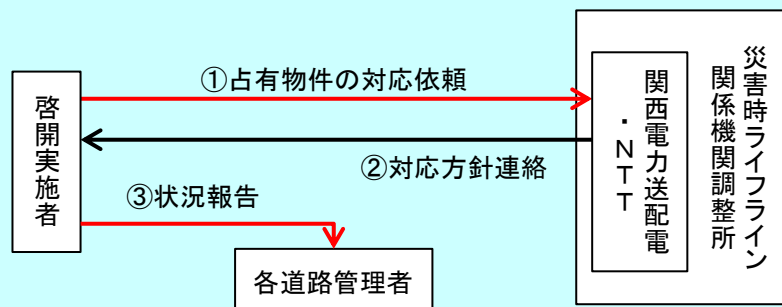 ①占有物件の対応依頼
啓開実施者
関西電力送配電
・NTT
災害時ライフライン
関係機関調整所
②対応方針連絡
③状況報告
各道路管理者